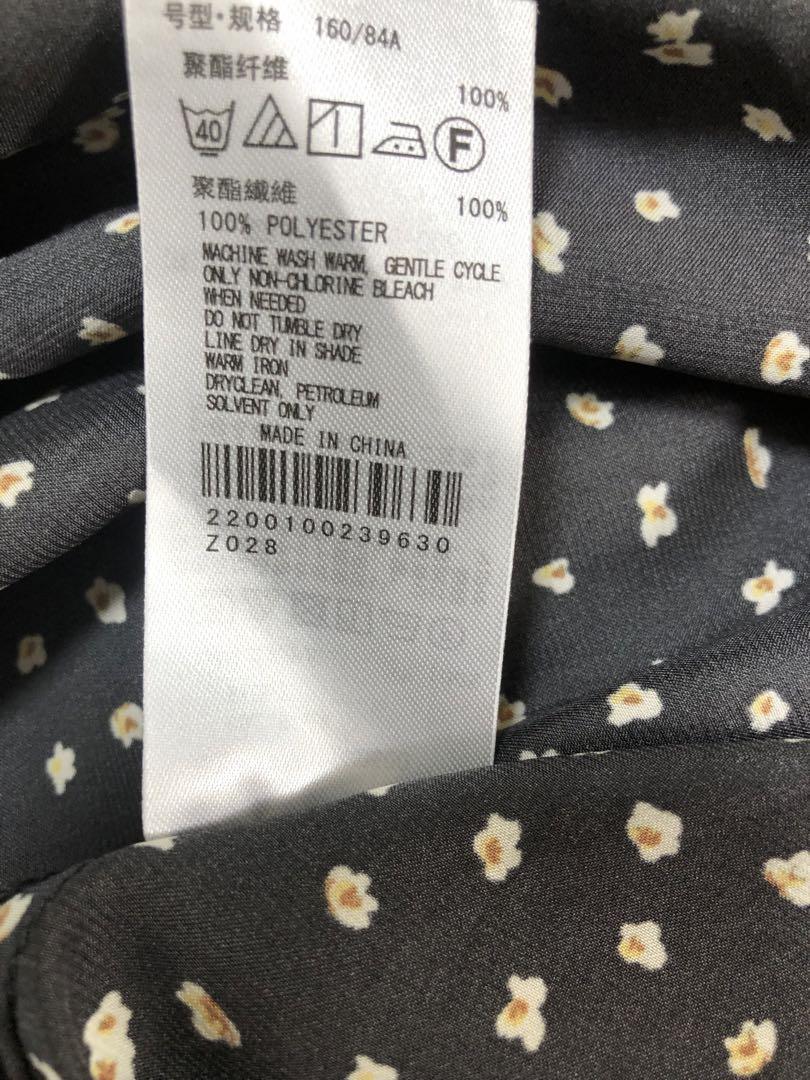 号型·规格 160/84A
聚酯纤维 100%
40 F
聚酯纖維 100%
100% POLYESTER
MACHINE WASH WARM, GENTLE CYCLE
ONLY NON-CHLORINE BLEACH
WHEN NEEDED
DO NOT TUMBLE DRY
LINE DRY IN SHADE
WARM IRON
DRYCLEAN, PETROLEUM
SOLVENT ONLY
MADE IN CHINA
2200100239630
Z028